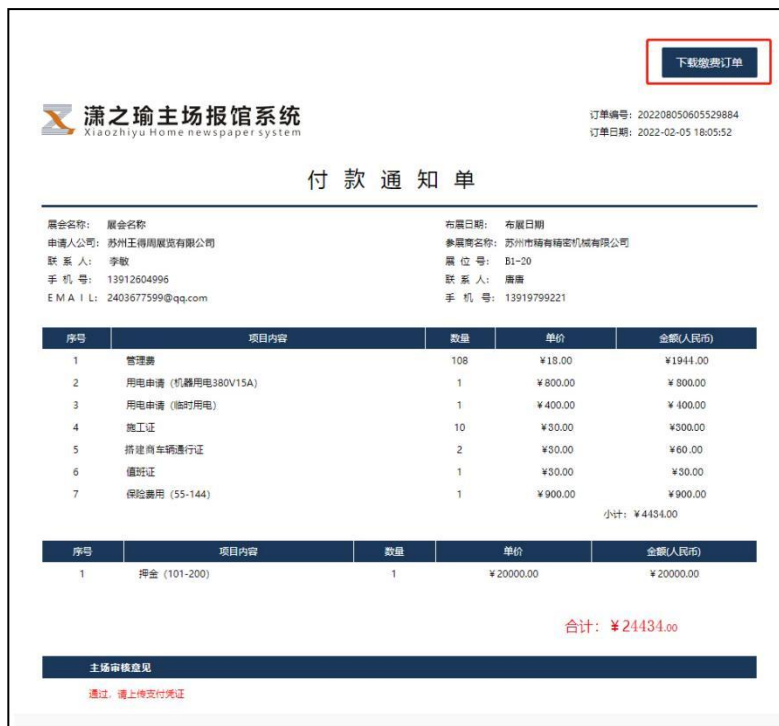 下载缴费订单
潇之瑜主场报馆系统
Xiaozhiyu Home newspaper system
订单编号: 202208050605529884
订单日期: 2022-02-05 18:05:52
付款通知单
展会名称: 展会名称 布展日期: 布展日期
申请人公司: 苏州王得周展览有限公司 参展商名称: 苏州市精有精密机械有限公司
联系人: 李敏 展位号: B1-20
手机号: 13912604996 联系人: 唐唐
EMAIL: 2403677599@qq.com 手机号: 13919799221
序号 项目内容 数量 单价 金额(人民币)
1 管理费 108 ¥18.00 ¥1944.00
2 用电申请（机器用电380V15A） 1 ¥800.00 ¥800.00
3 用电申请（临时用电） 1 ¥400.00 ¥400.00
4 施工证 10 ¥30.00 ¥300.00
5 搭建商车辆通行证 2 ¥30.00 ¥60.00
6 值班证 1 ¥30.00 ¥30.00
7 保险费用（55-144） 1 ¥900.00 ¥900.00
小计: ¥4434.00
序号 项目内容 数量 单价 金额(人民币)
1 押金（101-200） 1 ¥20000.00 ¥20000.00
合计: ¥24434.00
主场审核意见
通过，请上传支付凭证